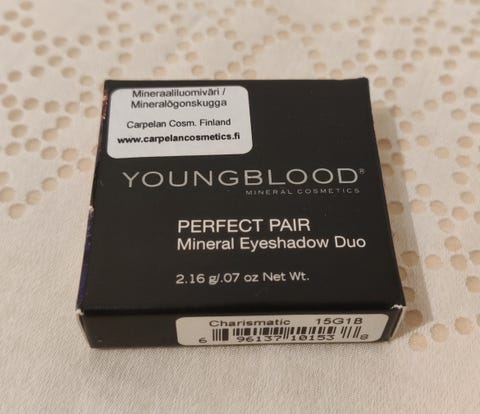 Mineraaliluomiväri /
Mineralögonskugga
Carpelan Cosm. Finland
www.carpelancosmetics.fi
YOUNGBLOOD®
MINERAL COSMETICS
PERFECT PAIR
Mineral Eyeshadow Duo
2.16 g/.07 oz Net Wt.
Charismatic 15G1B
6 96137 10153 8